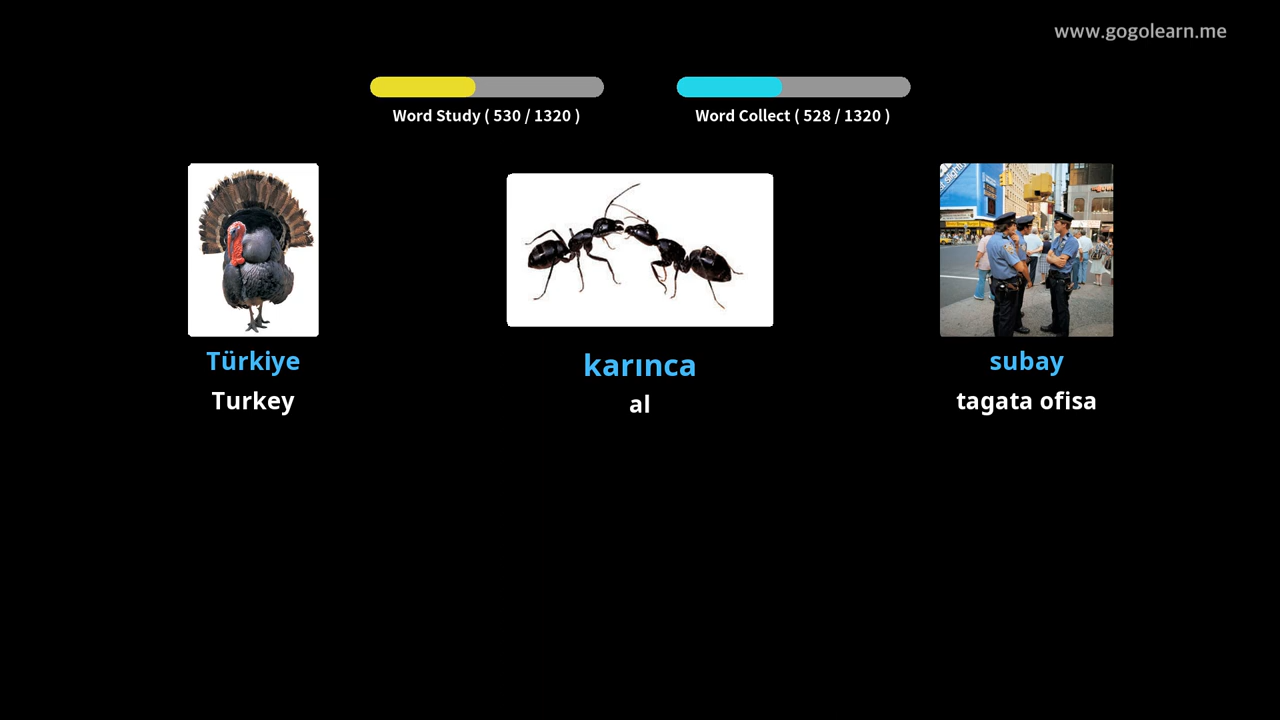 www.gogolearn.me
Word Study ( 530 / 1320 )
Word Collect ( 528 / 1320 )
Türkiye
Turkey
karınca
al
subay
tagata ofisa